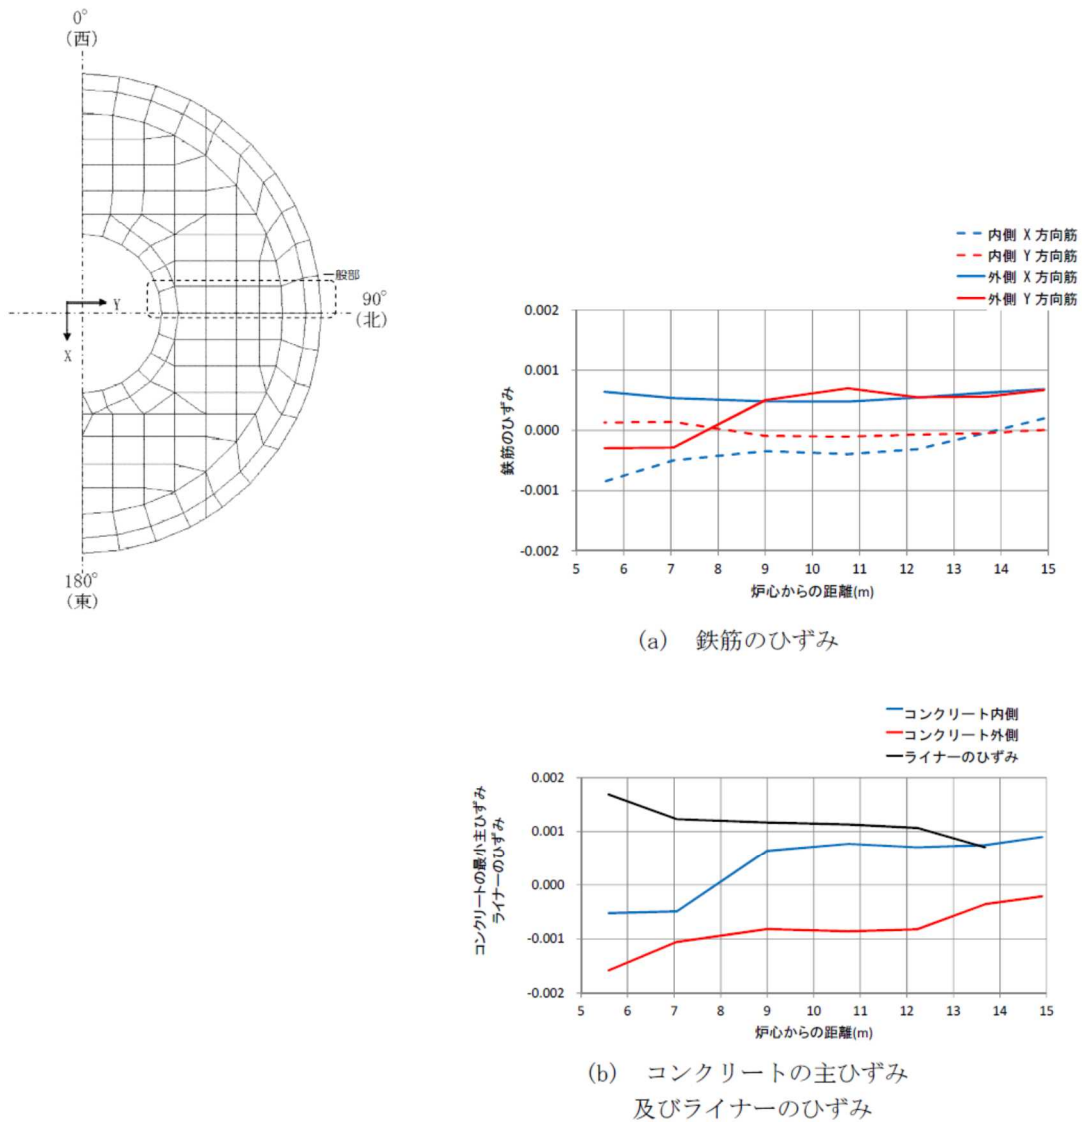 0°
(西)
一般部
90°
(北)
Y
X
180°
(東)
内側 X 方向筋
内側 Y 方向筋
外側 X 方向筋
外側 Y 方向筋
鉄筋のひずみ
0.002
0.001
0.000
-0.001
-0.002
5 6 7 8 9 10 11 12 13 14 15
炉心からの距離(m)
(a) 鉄筋のひずみ
コンクリート内側
コンクリート外側
ライナーのひずみ
コンクリートの最小主ひずみ
ライナーのひずみ
0.002
0.001
0.000
-0.001
-0.002
5 6 7 8 9 10 11 12 13 14 15
炉心からの距離(m)
(b) コンクリートの主ひずみ
及びライナーのひずみ